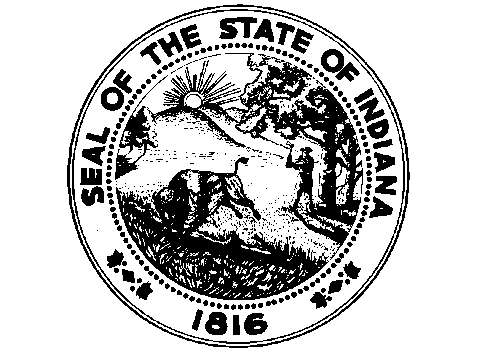 SEAL OF THE STATE OF INDIANA
1816